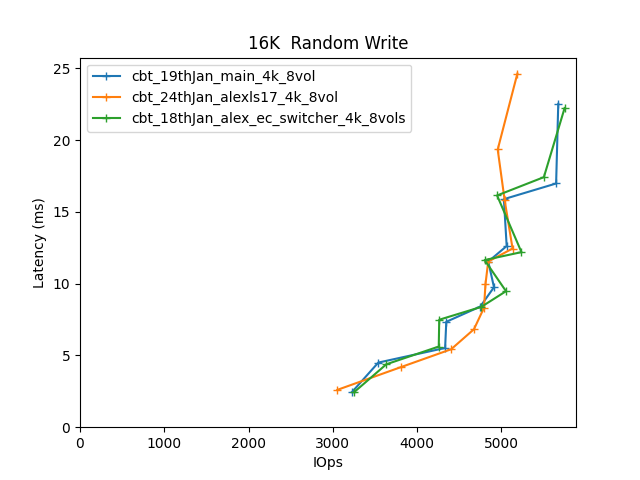 16K  Random Write
cbt_19thJan_main_4k_8vol
cbt_24thJan_alexls17_4k_8vol
cbt_18thJan_alex_ec_switcher_4k_8vols
Latency (ms)
25
20
15
10
5
0
0 1000 2000 3000 4000 5000
IOps